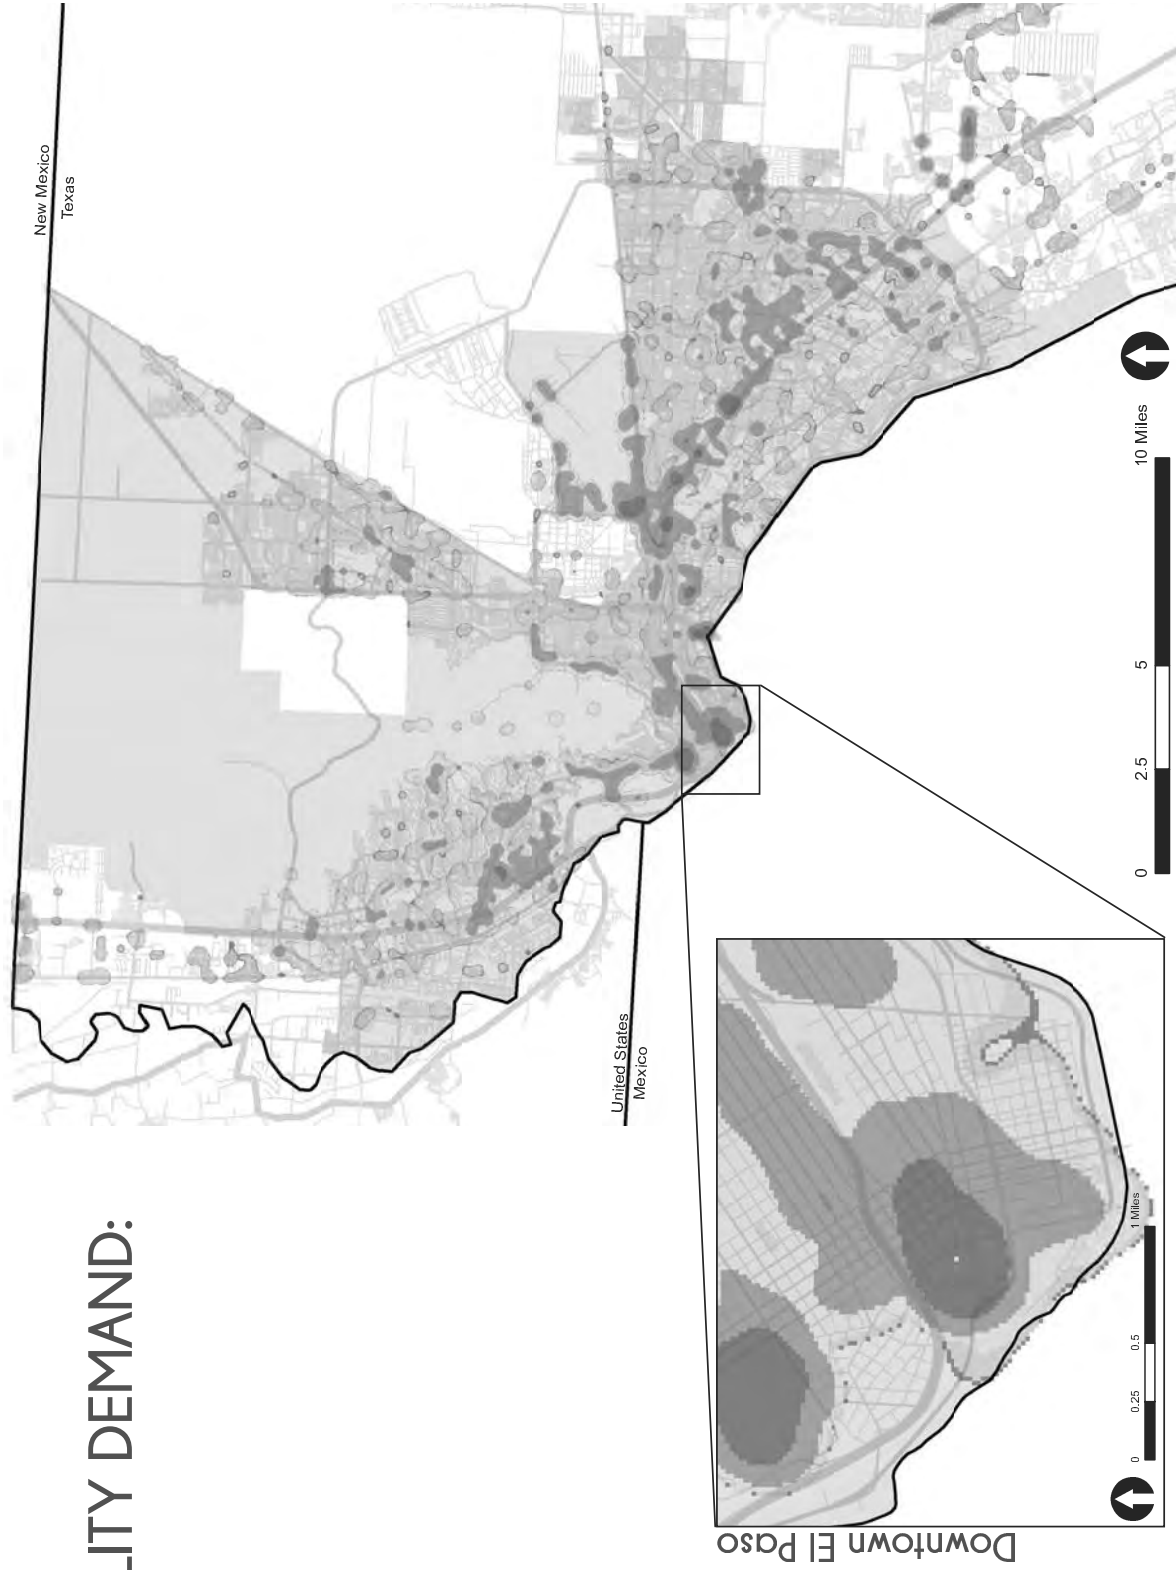 LITY DEMAND:
New Mexico
Texas
United States
Mexico
0 2.5 5 10 Miles
0 0.25 0.5 1 Miles
Downtown El Paso